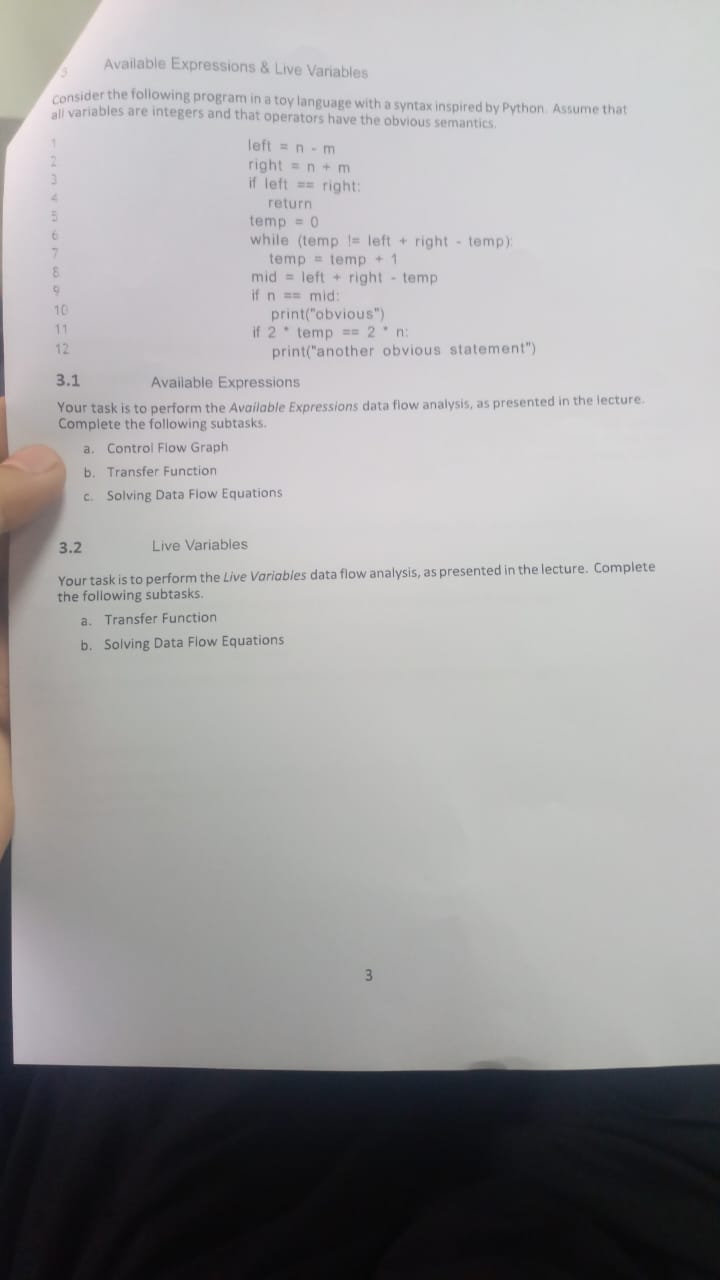 3 Available Expressions & Live Variables
Consider the following program in a toy language with a syntax inspired by Python. Assume that
all variables are integers and that operators have the obvious semantics.
1 left = n - m
2 right = n + m
3 if left == right:
4 return
5 temp = 0
6 while (temp != left + right - temp):
7 temp = temp + 1
8 mid = left + right - temp
9 if n == mid:
10 print("obvious")
11 if 2 * temp == 2 * n:
12 print("another obvious statement")
3.1 Available Expressions
Your task is to perform the Available Expressions data flow analysis, as presented in the lecture.
Complete the following subtasks.
a. Control Flow Graph
b. Transfer Function
c. Solving Data Flow Equations
3.2 Live Variables
Your task is to perform the Live Variables data flow analysis, as presented in the lecture. Complete
the following subtasks.
a. Transfer Function
b. Solving Data Flow Equations
3